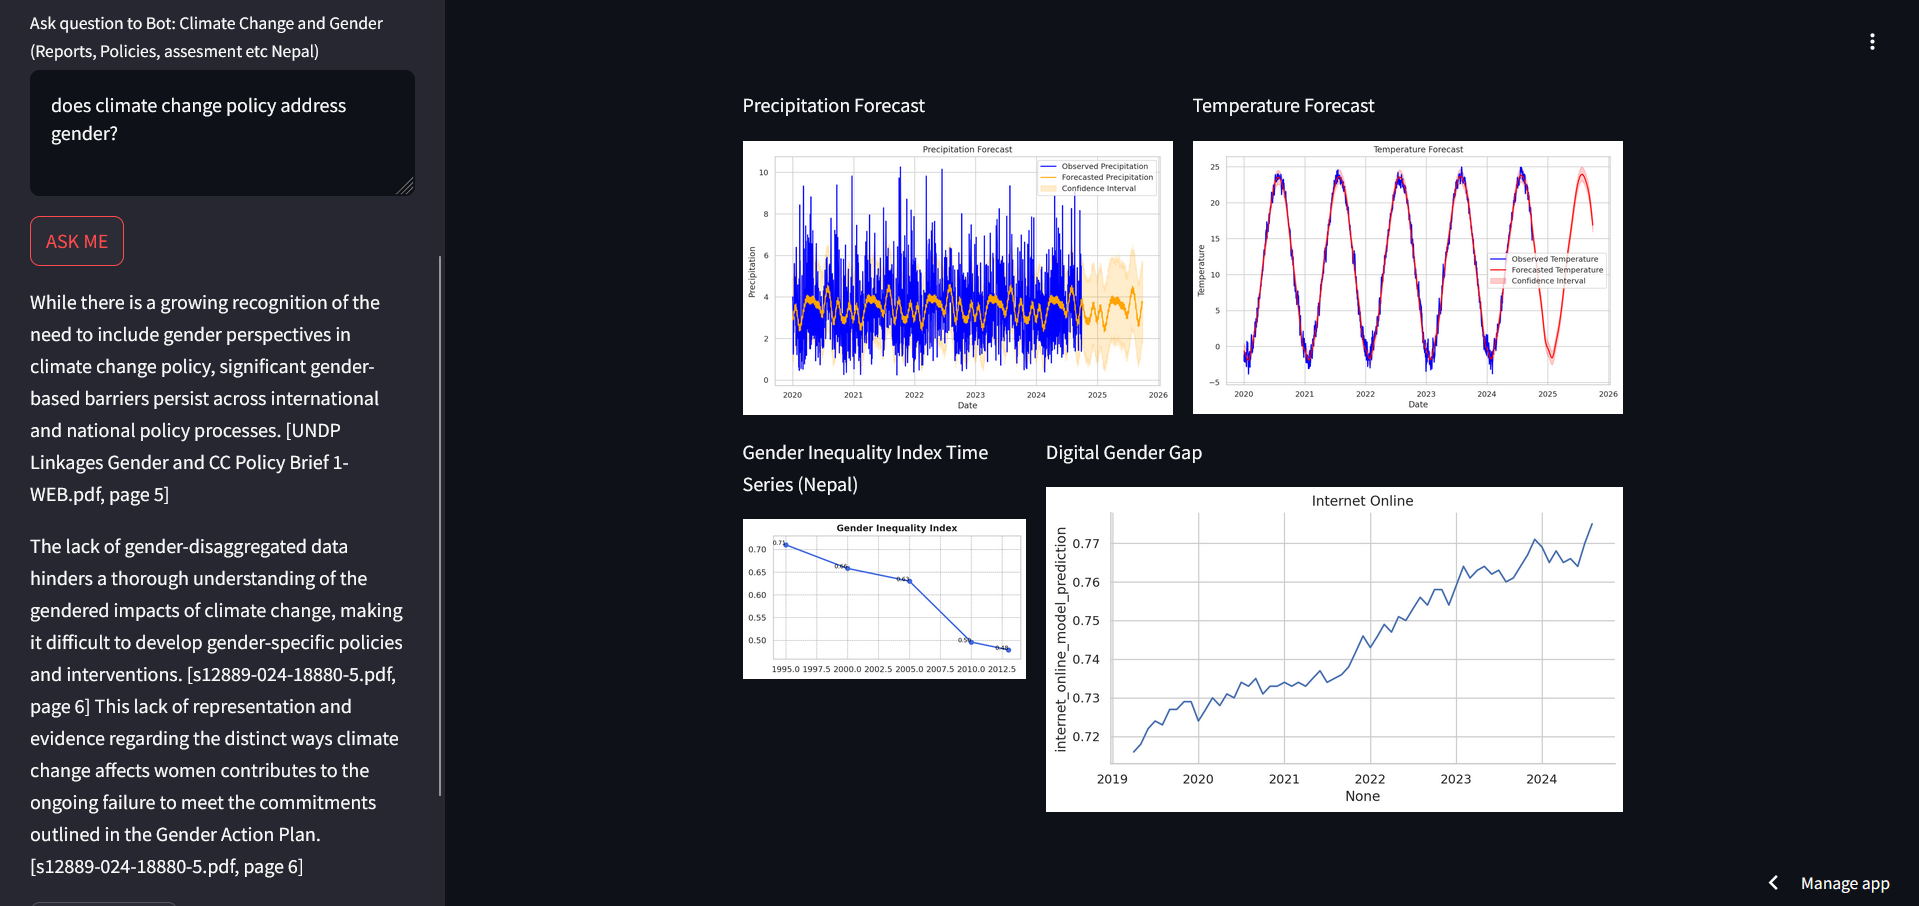 Ask question to Bot: Climate Change and Gender
(Reports, Policies, assesment etc Nepal)
does climate change policy address
gender?
ASK ME
While there is a growing recognition of the
need to include gender perspectives in
climate change policy, significant gender-
based barriers persist across international
and national policy processes. [UNDP
Linkages Gender and CC Policy Brief 1-
WEB.pdf, page 5]
The lack of gender-disaggregated data
hinders a thorough understanding of the
gendered impacts of climate change, making
it difficult to develop gender-specific policies
and interventions. [s12889-024-18880-5.pdf,
page 6] This lack of representation and
evidence regarding the distinct ways climate
change affects women contributes to the
ongoing failure to meet the commitments
outlined in the Gender Action Plan.
[s12889-024-18880-5.pdf, page 6]
Precipitation Forecast
Precipitation Forecast
Observed Precipitation
Forecasted Precipitation
Confidence Interval
Precipitation
10
8
6
4
2
0
2020 2021 2022 2023 2024 2025 2026
Date
Temperature Forecast
Temperature Forecast
Observed Temperature
Forecasted Temperature
Confidence Interval
Temperature
25
20
15
10
5
0
−5
2020 2021 2022 2023 2024 2025 2026
Date
Gender Inequality Index Time
Series (Nepal)
Gender Inequality Index
0.70
0.65
0.60
0.55
0.50
0.71
0.66
0.63
0.48
1995.0 1997.5 2000.0 2002.5 2005.0 2007.5 2010.0 2012.5
Digital Gender Gap
Internet Online
internet_online_model_prediction
0.77
0.76
0.75
0.74
0.73
0.72
2019 2020 2021 2022 2023 2024
None
Manage app